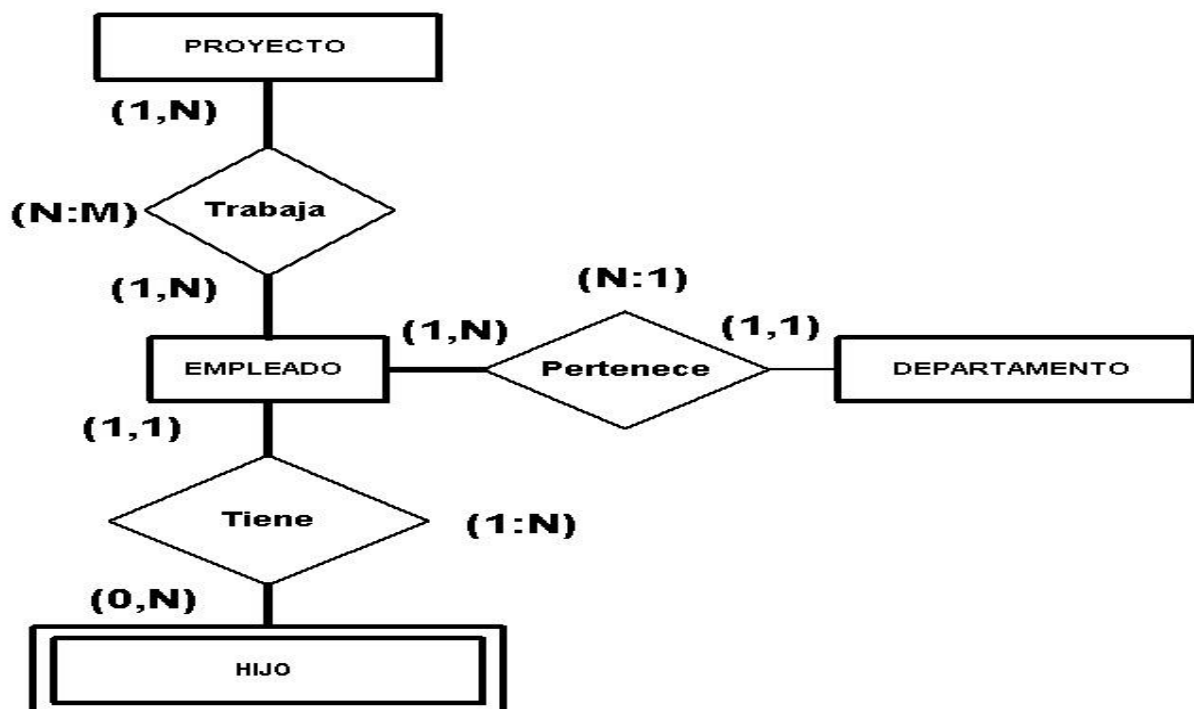 PROYECTO
(1,N)
(N:M)
Trabaja
(1,N)
(N:1)
EMPLEADO
(1,N)
Pertenece
(1,1)
DEPARTAMENTO
(1,1)
Tiene
(1:N)
(0,N)
HIJO